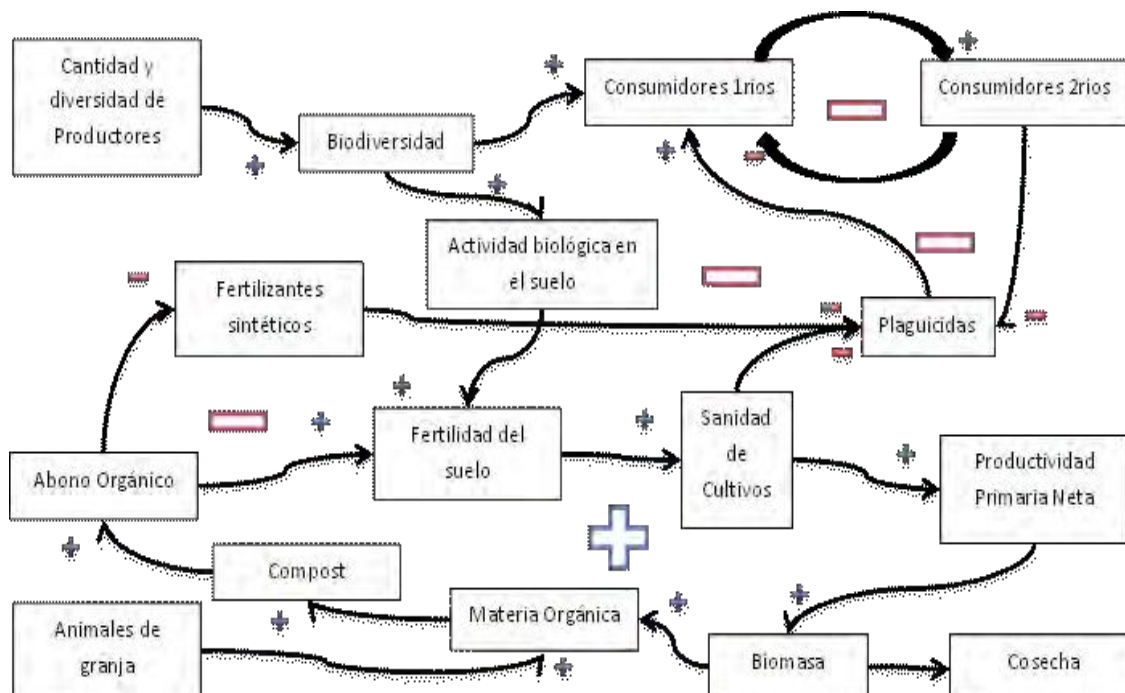 Cantidad y
diversidad de
Productores
Biodiversidad
Consumidores 1rios
Consumidores 2rios
Actividad biológica en
el suelo
Fertilizantes
sintéticos
Plaguicidas
Abono Orgánico
Fertilidad del
suelo
Sanidad
de
Cultivos
Productividad
Primaria Neta
Compost
Materia Orgánica
Animales de
granja
Biomasa
Cosecha